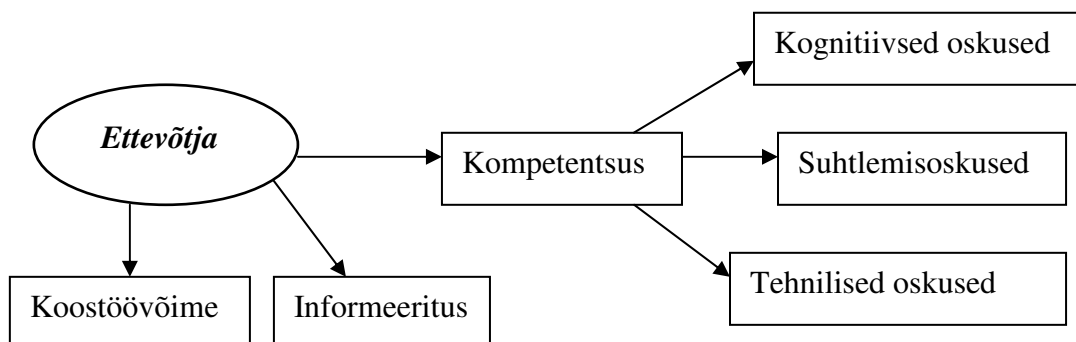 Kognitiivsed oskused
Ettevõtja
Kompetentsus
Suhtlemisoskused
Tehnilised oskused
Koostöövõime
Informeeritus